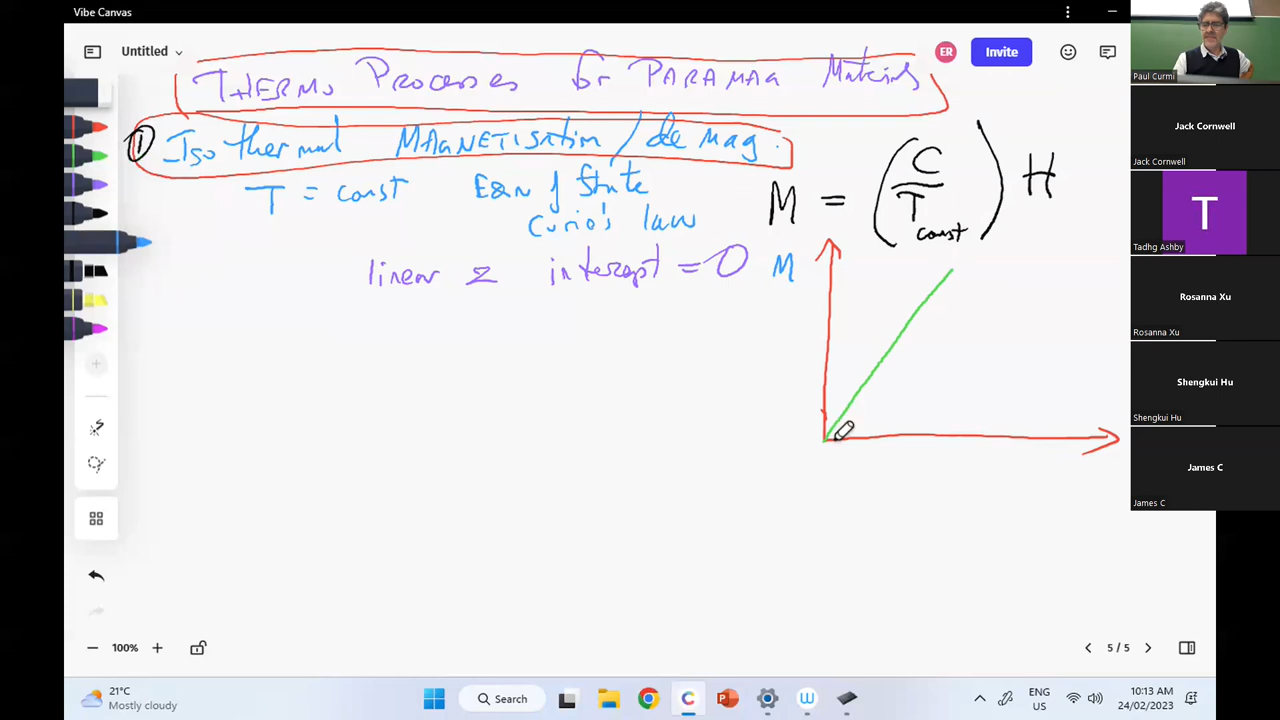 Vibe Canvas
Untitled
ER
Invite
THERMO Processes for PARAMAG Materials
① Isothermal MAGNETISATION / de mag.
T = const EQN of State
Curie's law
M = (C / T const) H
linear & intercept = 0
M
Paul Curmi
Jack Cornwell
Jack Cornwell
T
Tadhg Ashby
Rosanna Xu
Rosanna Xu
Shengkui Hu
Shengkui Hu
James C
James C
100%
5 / 5
21°C
Mostly cloudy
Search
ENG
US
10:13 AM
24/02/2023